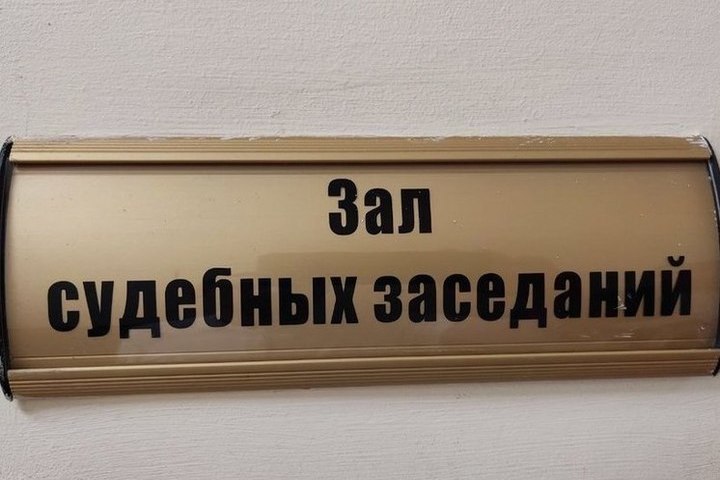 Зал
судебных заседаний